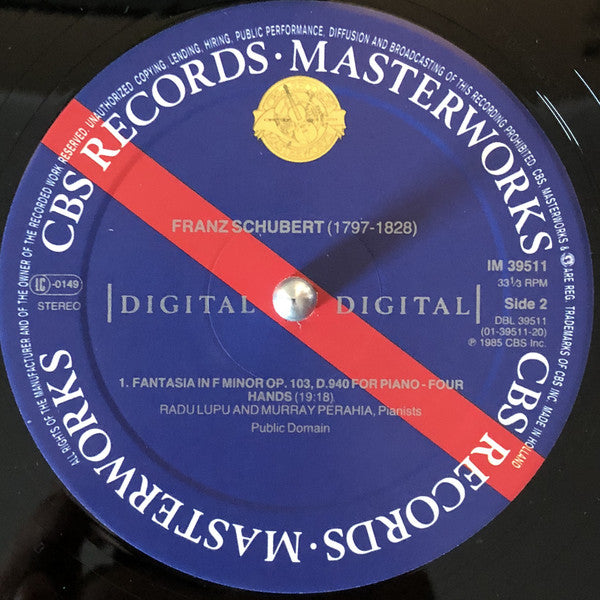 ALL RIGHTS OF THE MANUFACTURER AND OF THE OWNER OF THE RECORDED WORK RESERVED. UNAUTHORIZED COPYING, LENDING, HIRING, PUBLIC PERFORMANCE, DIFFUSION AND BROADCASTING OF THIS RECORDING PROHIBITED. CBS, MASTERWORKS & ARE REG. TRADEMARKS OF CBS INC. MADE IN HOLLAND
CBS RECORDS · MASTERWORKS
CBS RECORDS · MASTERWORKS
FRANZ SCHUBERT (1797-1828)
LC -0149
STEREO
DIGITAL DIGITAL
IM 39511
33⅓ RPM
Side 2
DBL 39511
(01-39511-20)
℗ 1985 CBS Inc.
1. FANTASIA IN F MINOR OP. 103, D.940 FOR PIANO - FOUR
HANDS (19:18)
RADU LUPU AND MURRAY PERAHIA, Pianists
Public Domain